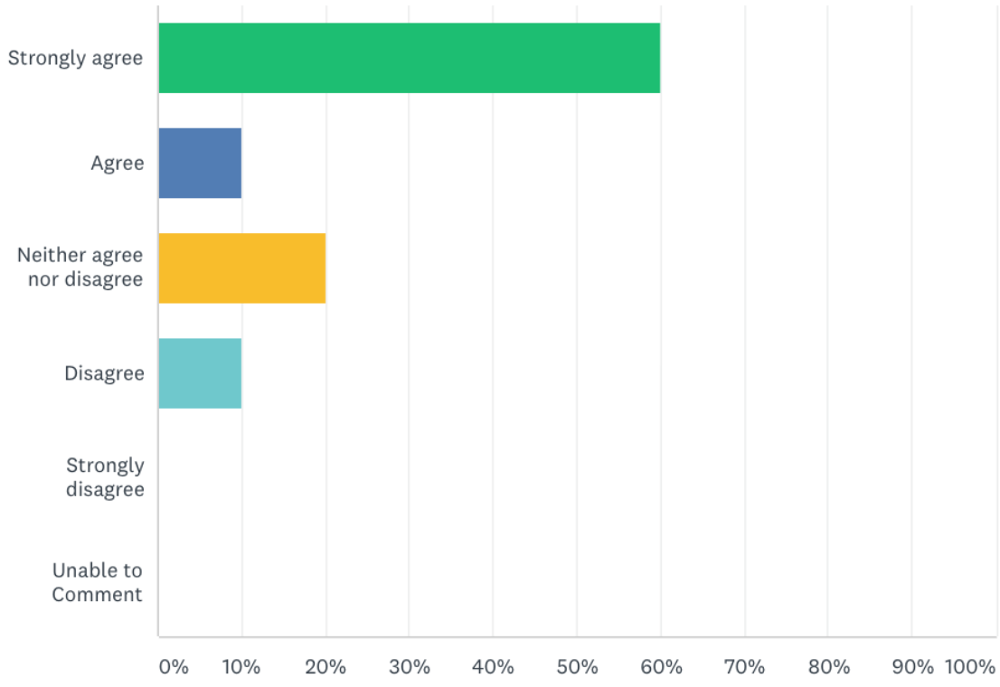 Strongly agree
Agree
Neither agree
nor disagree
Disagree
Strongly
disagree
Unable to
Comment
0% 10% 20% 30% 40% 50% 60% 70% 80% 90% 100%